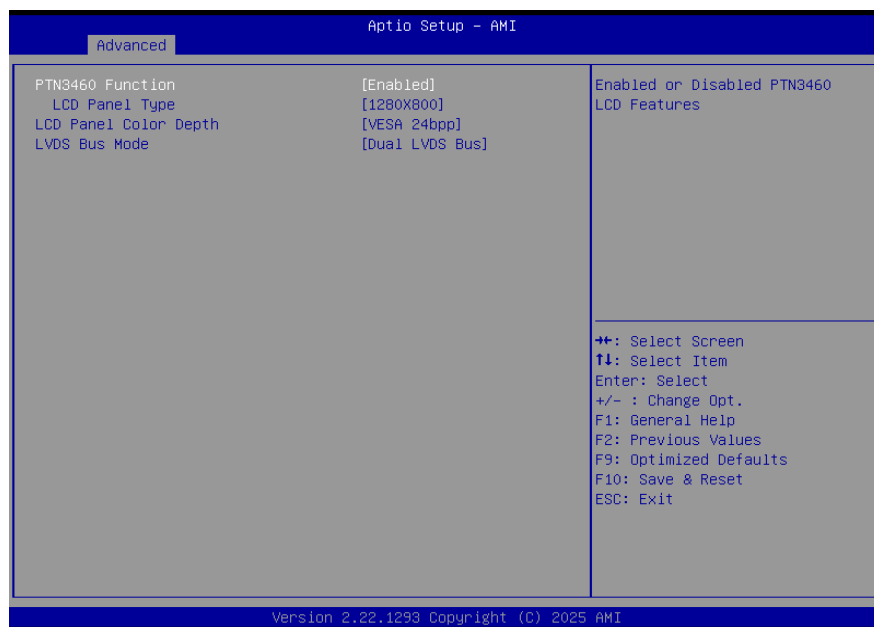 Aptio Setup – AMI
Advanced
PTN3460 Function [Enabled]
LCD Panel Type [1280X800]
LCD Panel Color Depth [VESA 24bpp]
LVDS Bus Mode [Dual LVDS Bus]
Enabled or Disabled PTN3460
LCD Features
→←: Select Screen
↑↓: Select Item
Enter: Select
+/- : Change Opt.
F1: General Help
F2: Previous Values
F9: Optimized Defaults
F10: Save & Reset
ESC: Exit
Version 2.22.1293 Copyright (C) 2025 AMI